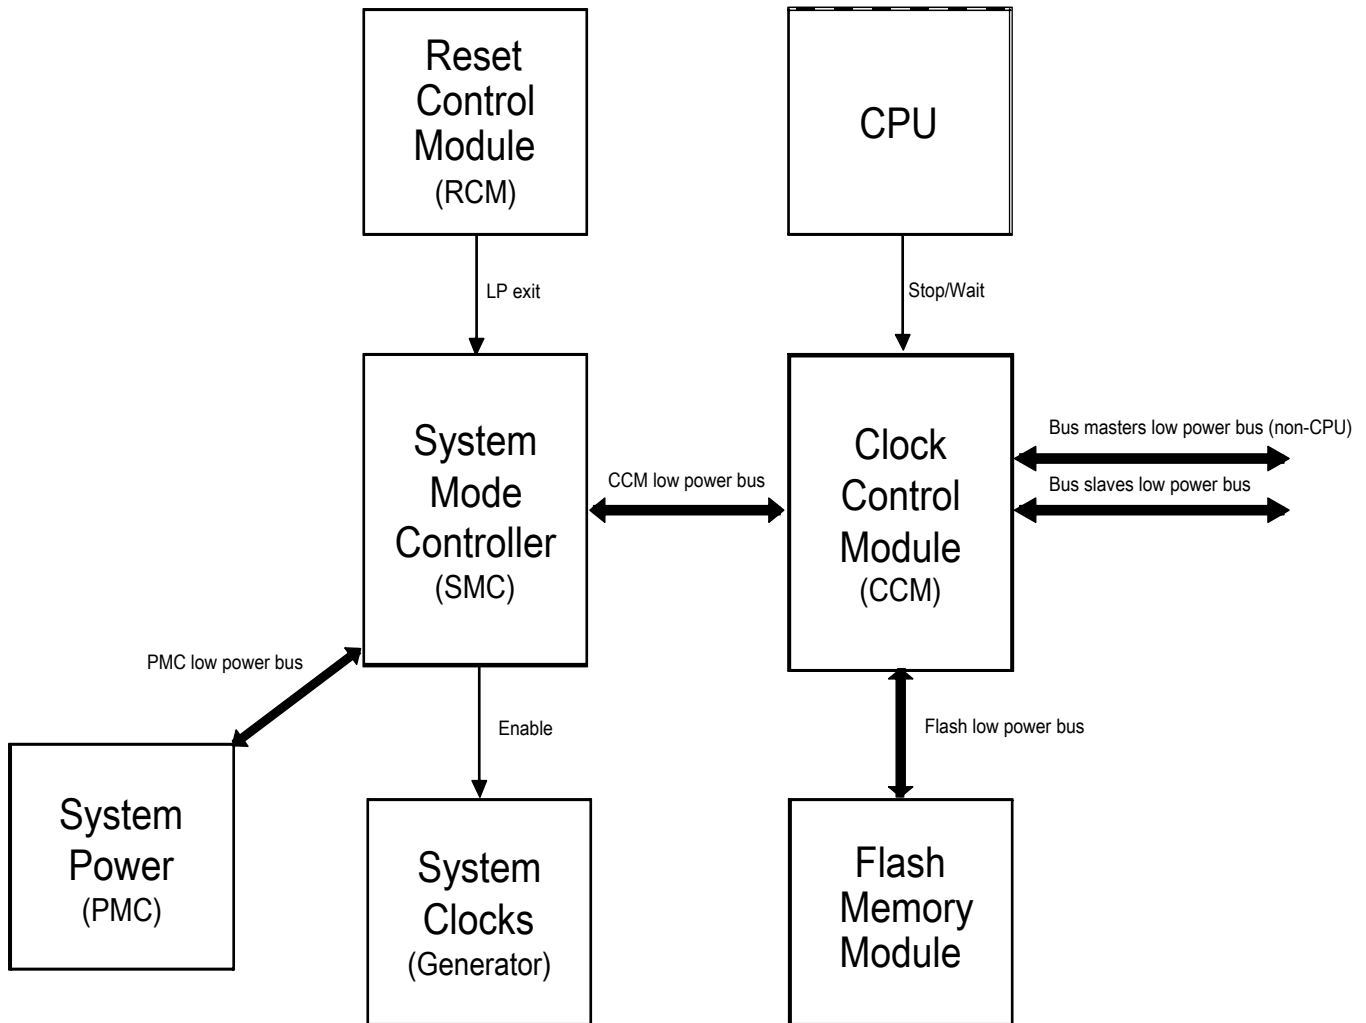 Reset
Control
Module
(RCM)
CPU
LP exit
Stop/Wait
System
Mode
Controller
(SMC)
CCM low power bus
Clock
Control
Module
(CCM)
Bus masters low power bus (non-CPU)
Bus slaves low power bus
PMC low power bus
Enable
Flash low power bus
System
Power
(PMC)
System
Clocks
(Generator)
Flash
Memory
Module